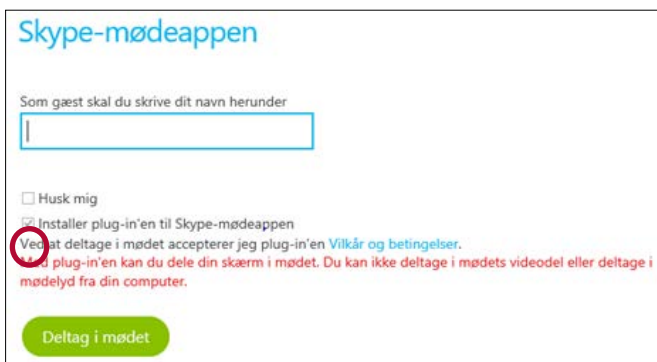 Skype-mødeappen
Som gæst skal du skrive dit navn herunder
Husk mig
Installer plug-in'en til Skype-mødeappen
Ved at deltage i mødet accepterer jeg plug-in'en Vilkår og betingelser.
Med plug-in'en kan du dele din skærm i mødet. Du kan ikke deltage i mødets videodel eller deltage i
mødelyd fra din computer.
Deltag i mødet